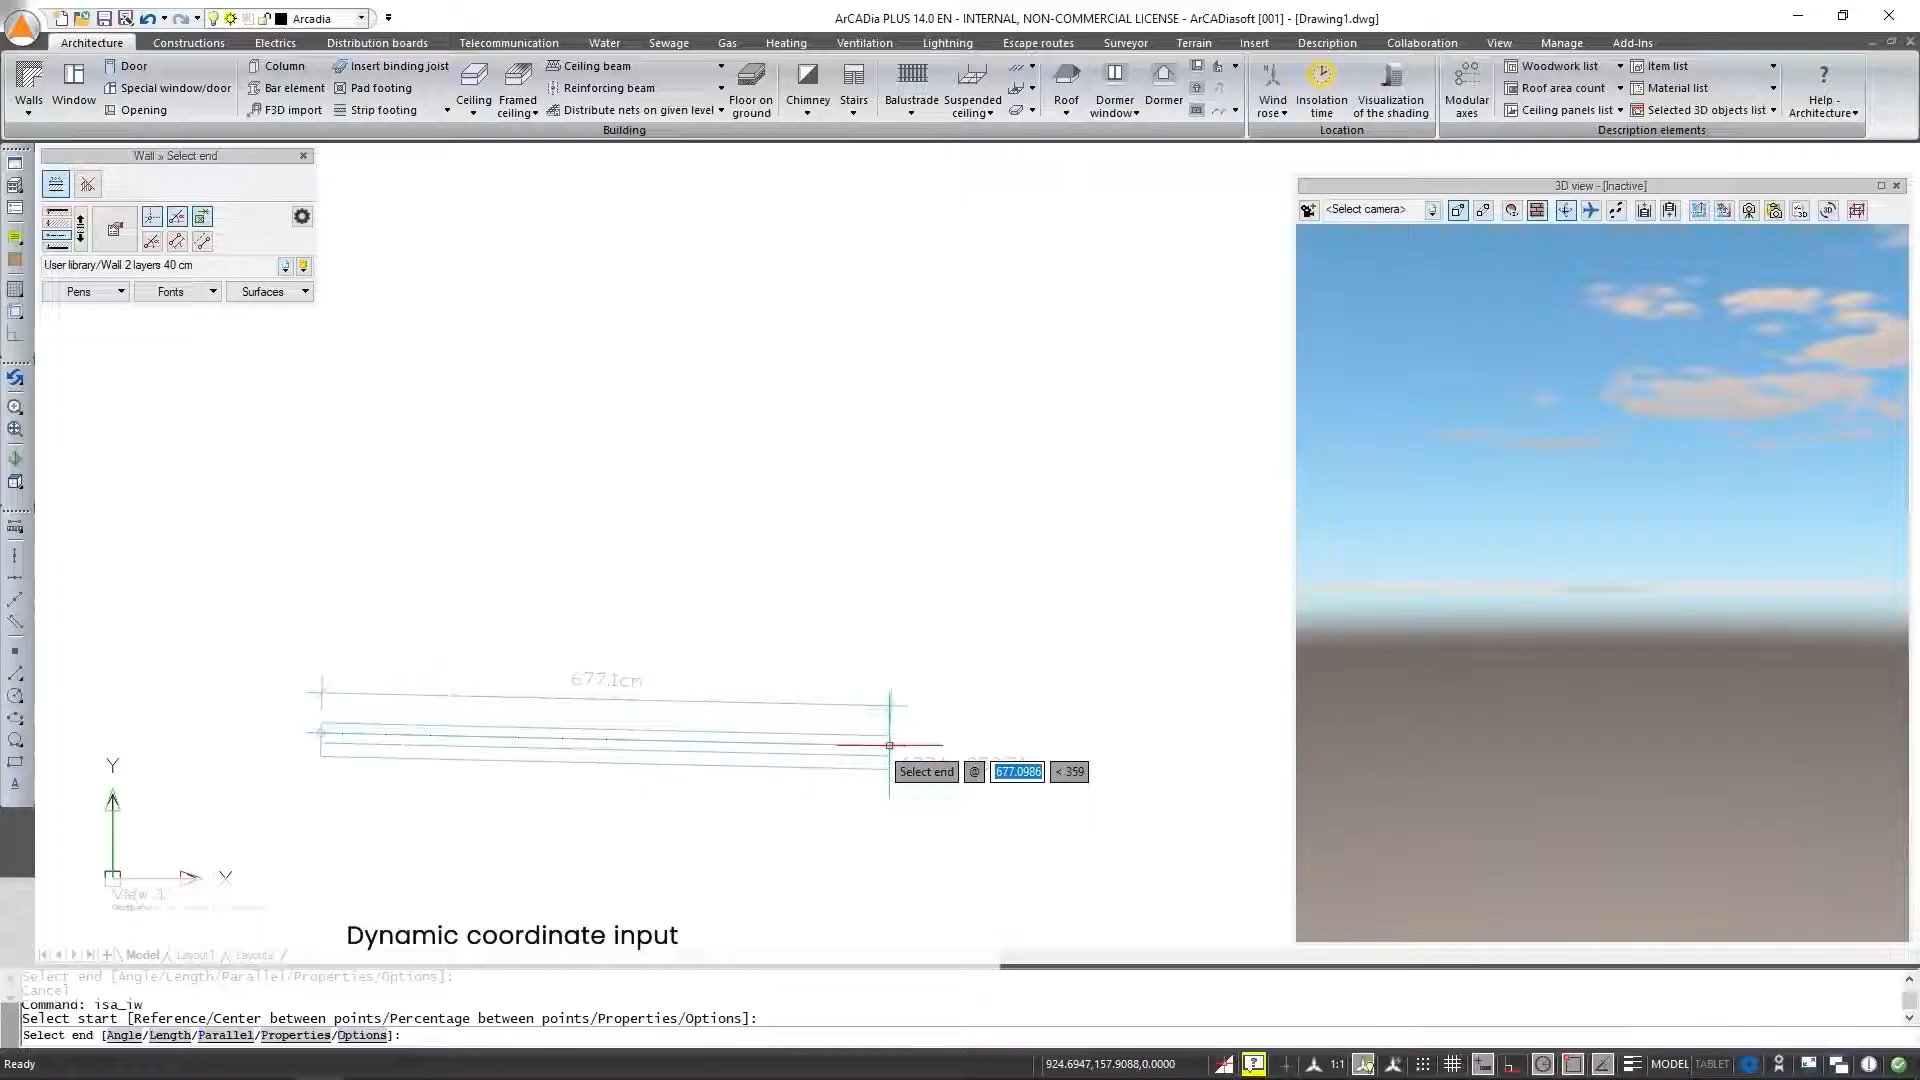 Arcadia
ArCADia PLUS 14.0 EN - INTERNAL, NON-COMMERCIAL LICENSE - ArCADiasoft [001] - [Drawing1.dwg]
Architecture Constructions Electrics Distribution boards Telecommunication Water Sewage Gas Heating Ventilation Lightning Escape routes Surveyor Terrain Insert Description Collaboration View Manage Add-Ins
Walls
Window
Door
Special window/door
Opening
Column
Bar element
F3D import
Insert binding joist
Pad footing
Strip footing
Ceiling
Framed ceiling
Ceiling beam
Reinforcing beam
Distribute nets on given level
Floor on ground
Chimney
Stairs
Balustrade
Suspended ceiling
Roof
Dormer window
Dormer
Building
Wind rose
Insolation time
Visualization of the shading
Location
Modular axes
Woodwork list
Roof area count
Ceiling panels list
Item list
Material list
Selected 3D objects list
Description elements
? Help - Architecture
Wall » Select end
User library/Wall 2 layers 40 cm
Pens Fonts Surfaces
3D view - [Inactive]
<Select camera>
677.1cm
Select end @ 677.0986 < 359
Y
X
View 1
Dynamic coordinate input
Model Layout1
Select end [Angle/Length/Parallel/Properties/Options]:
Cancel
Command: isa_iw
Select start [Reference/Center between points/Percentage between points/Properties/Options]:
Select end [Angle/Length/Parallel/Properties/Options]:
Ready
924.6947,157.9088,0.0000
1:1
MODEL TABLET